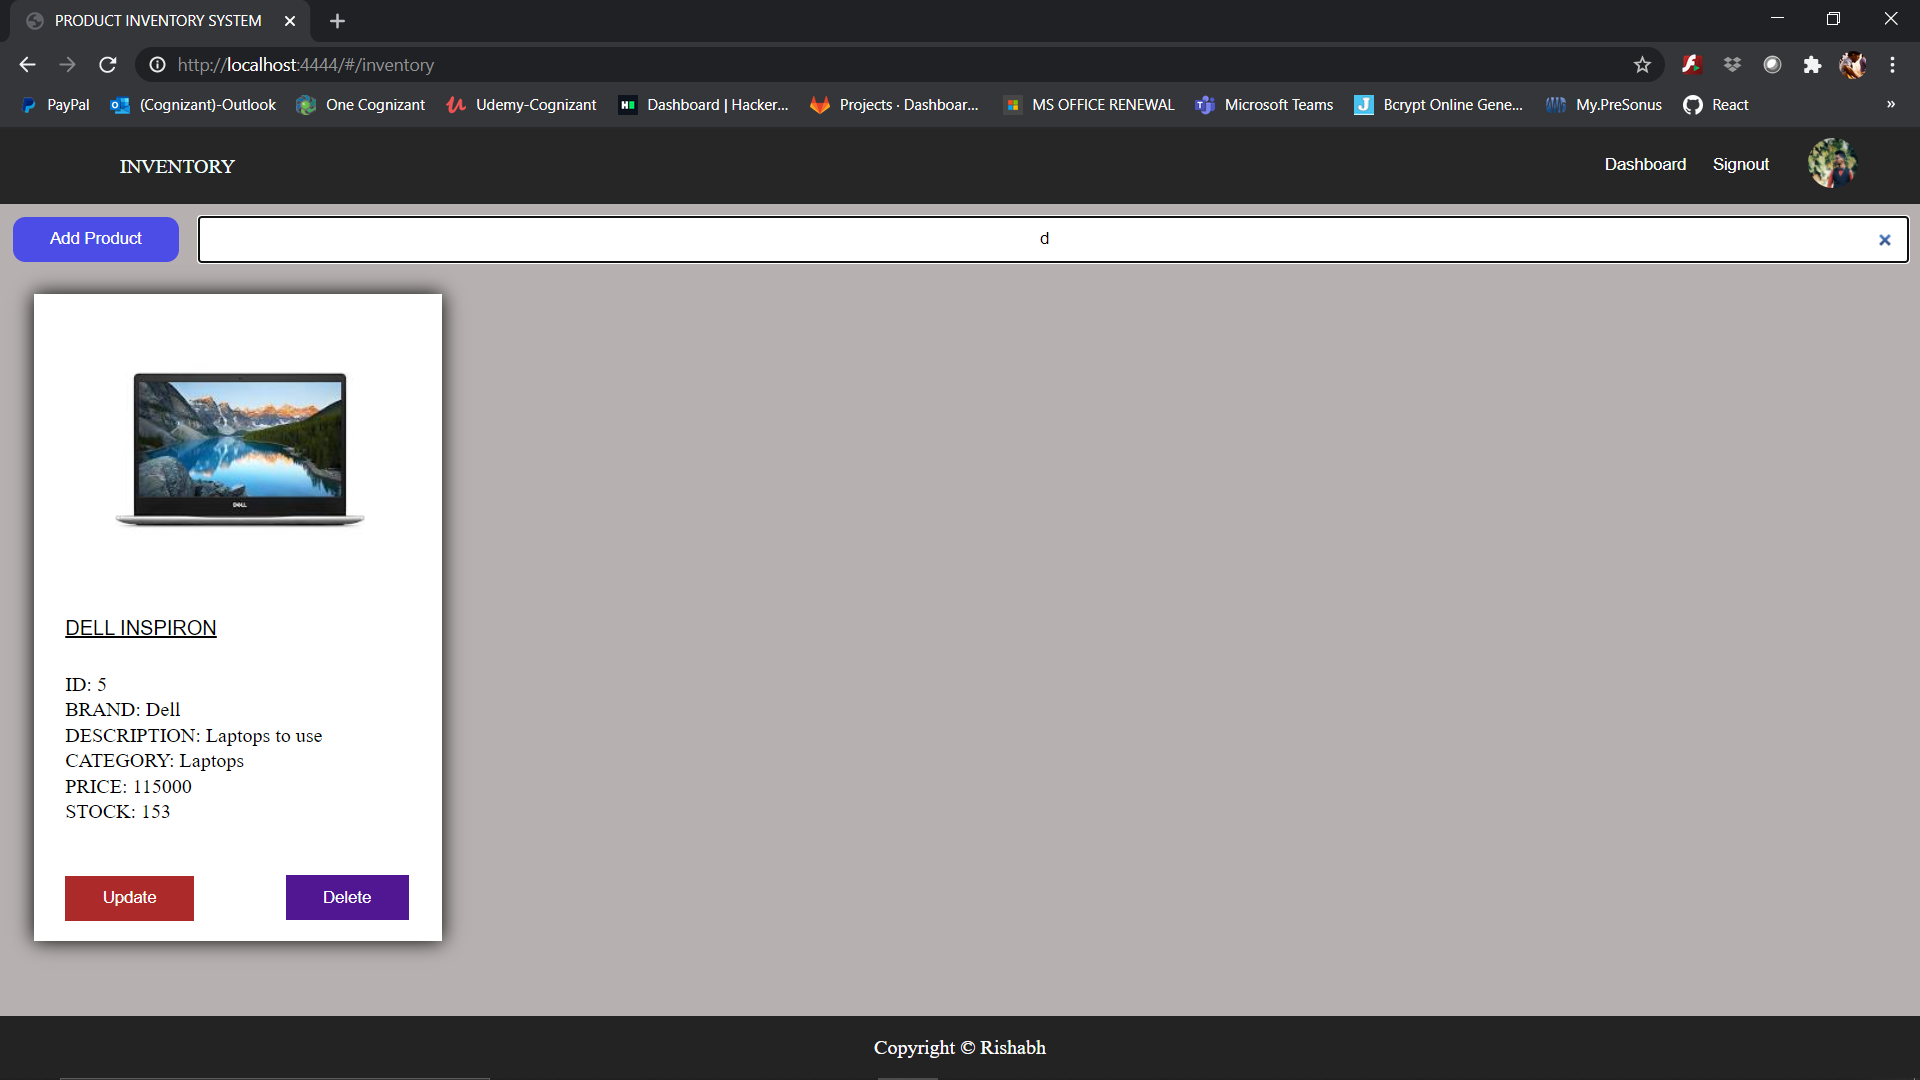 PRODUCT INVENTORY SYSTEM
http://localhost:4444/#/inventory
PayPal (Cognizant)-Outlook One Cognizant Udemy-Cognizant Dashboard | Hacker... Projects · Dashboar... MS OFFICE RENEWAL Microsoft Teams Bcrypt Online Gene... My.PreSonus React »
INVENTORY Dashboard Signout
Add Product d
DELL
DELL INSPIRON
ID: 5
BRAND: Dell
DESCRIPTION: Laptops to use
CATEGORY: Laptops
PRICE: 115000
STOCK: 153
Update Delete
Copyright © Rishabh